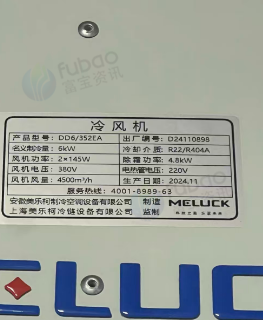 fubao
富宝资讯
冷风机
产品型号: DD6/352EA 出厂编号: D24110898
名义制冷量: 6kW 冷却介质: R22/R404A
风机功率: 2×145W 除霜功率: 4.8kW
风机电压: 380V 电热管电压: 220V
风机风量: 4500m³/h 生产日期: 2024.11
服务热线: 4001-8989-63
安徽美乐柯制冷空调设备有限公司 制造 MELUCK
上海美乐柯冷链设备有限公司 监制
ELUC